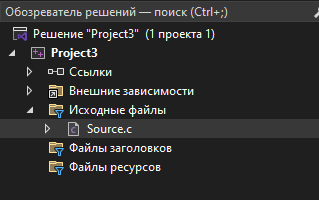 Обозреватель решений — поиск (Ctrl+;)
Решение "Project3" (1 проекта 1)
Project3
Ссылки
Внешние зависимости
Исходные файлы
Source.c
Файлы заголовков
Файлы ресурсов